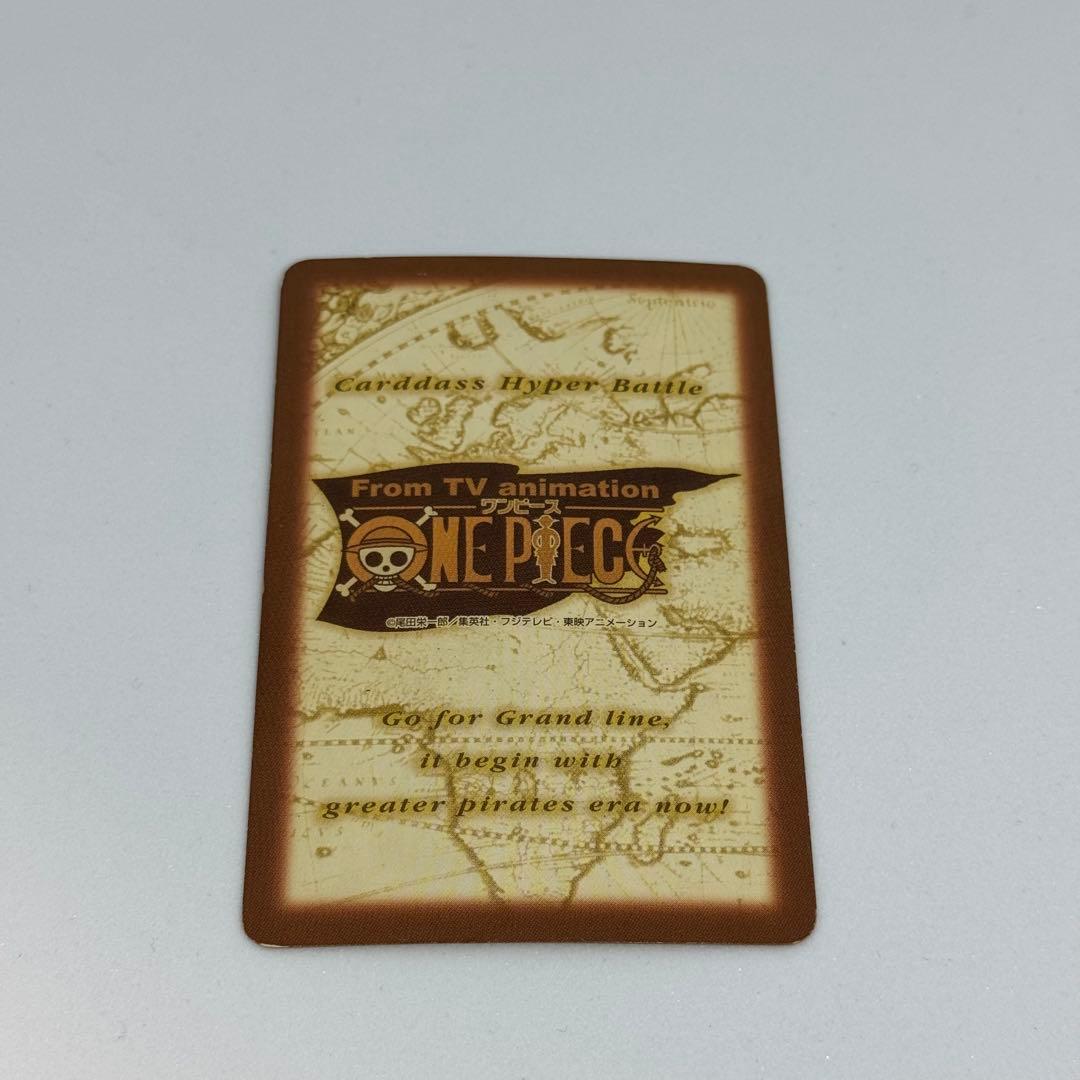 Septentrio
Carddass Hyper Battle
From TV animation
ワンピース
ONE PIECE
©尾田栄一郎／集英社・フジテレビ・東映アニメーション
Go for Grand line,
it begin with
EANVS
greater pirates era now!